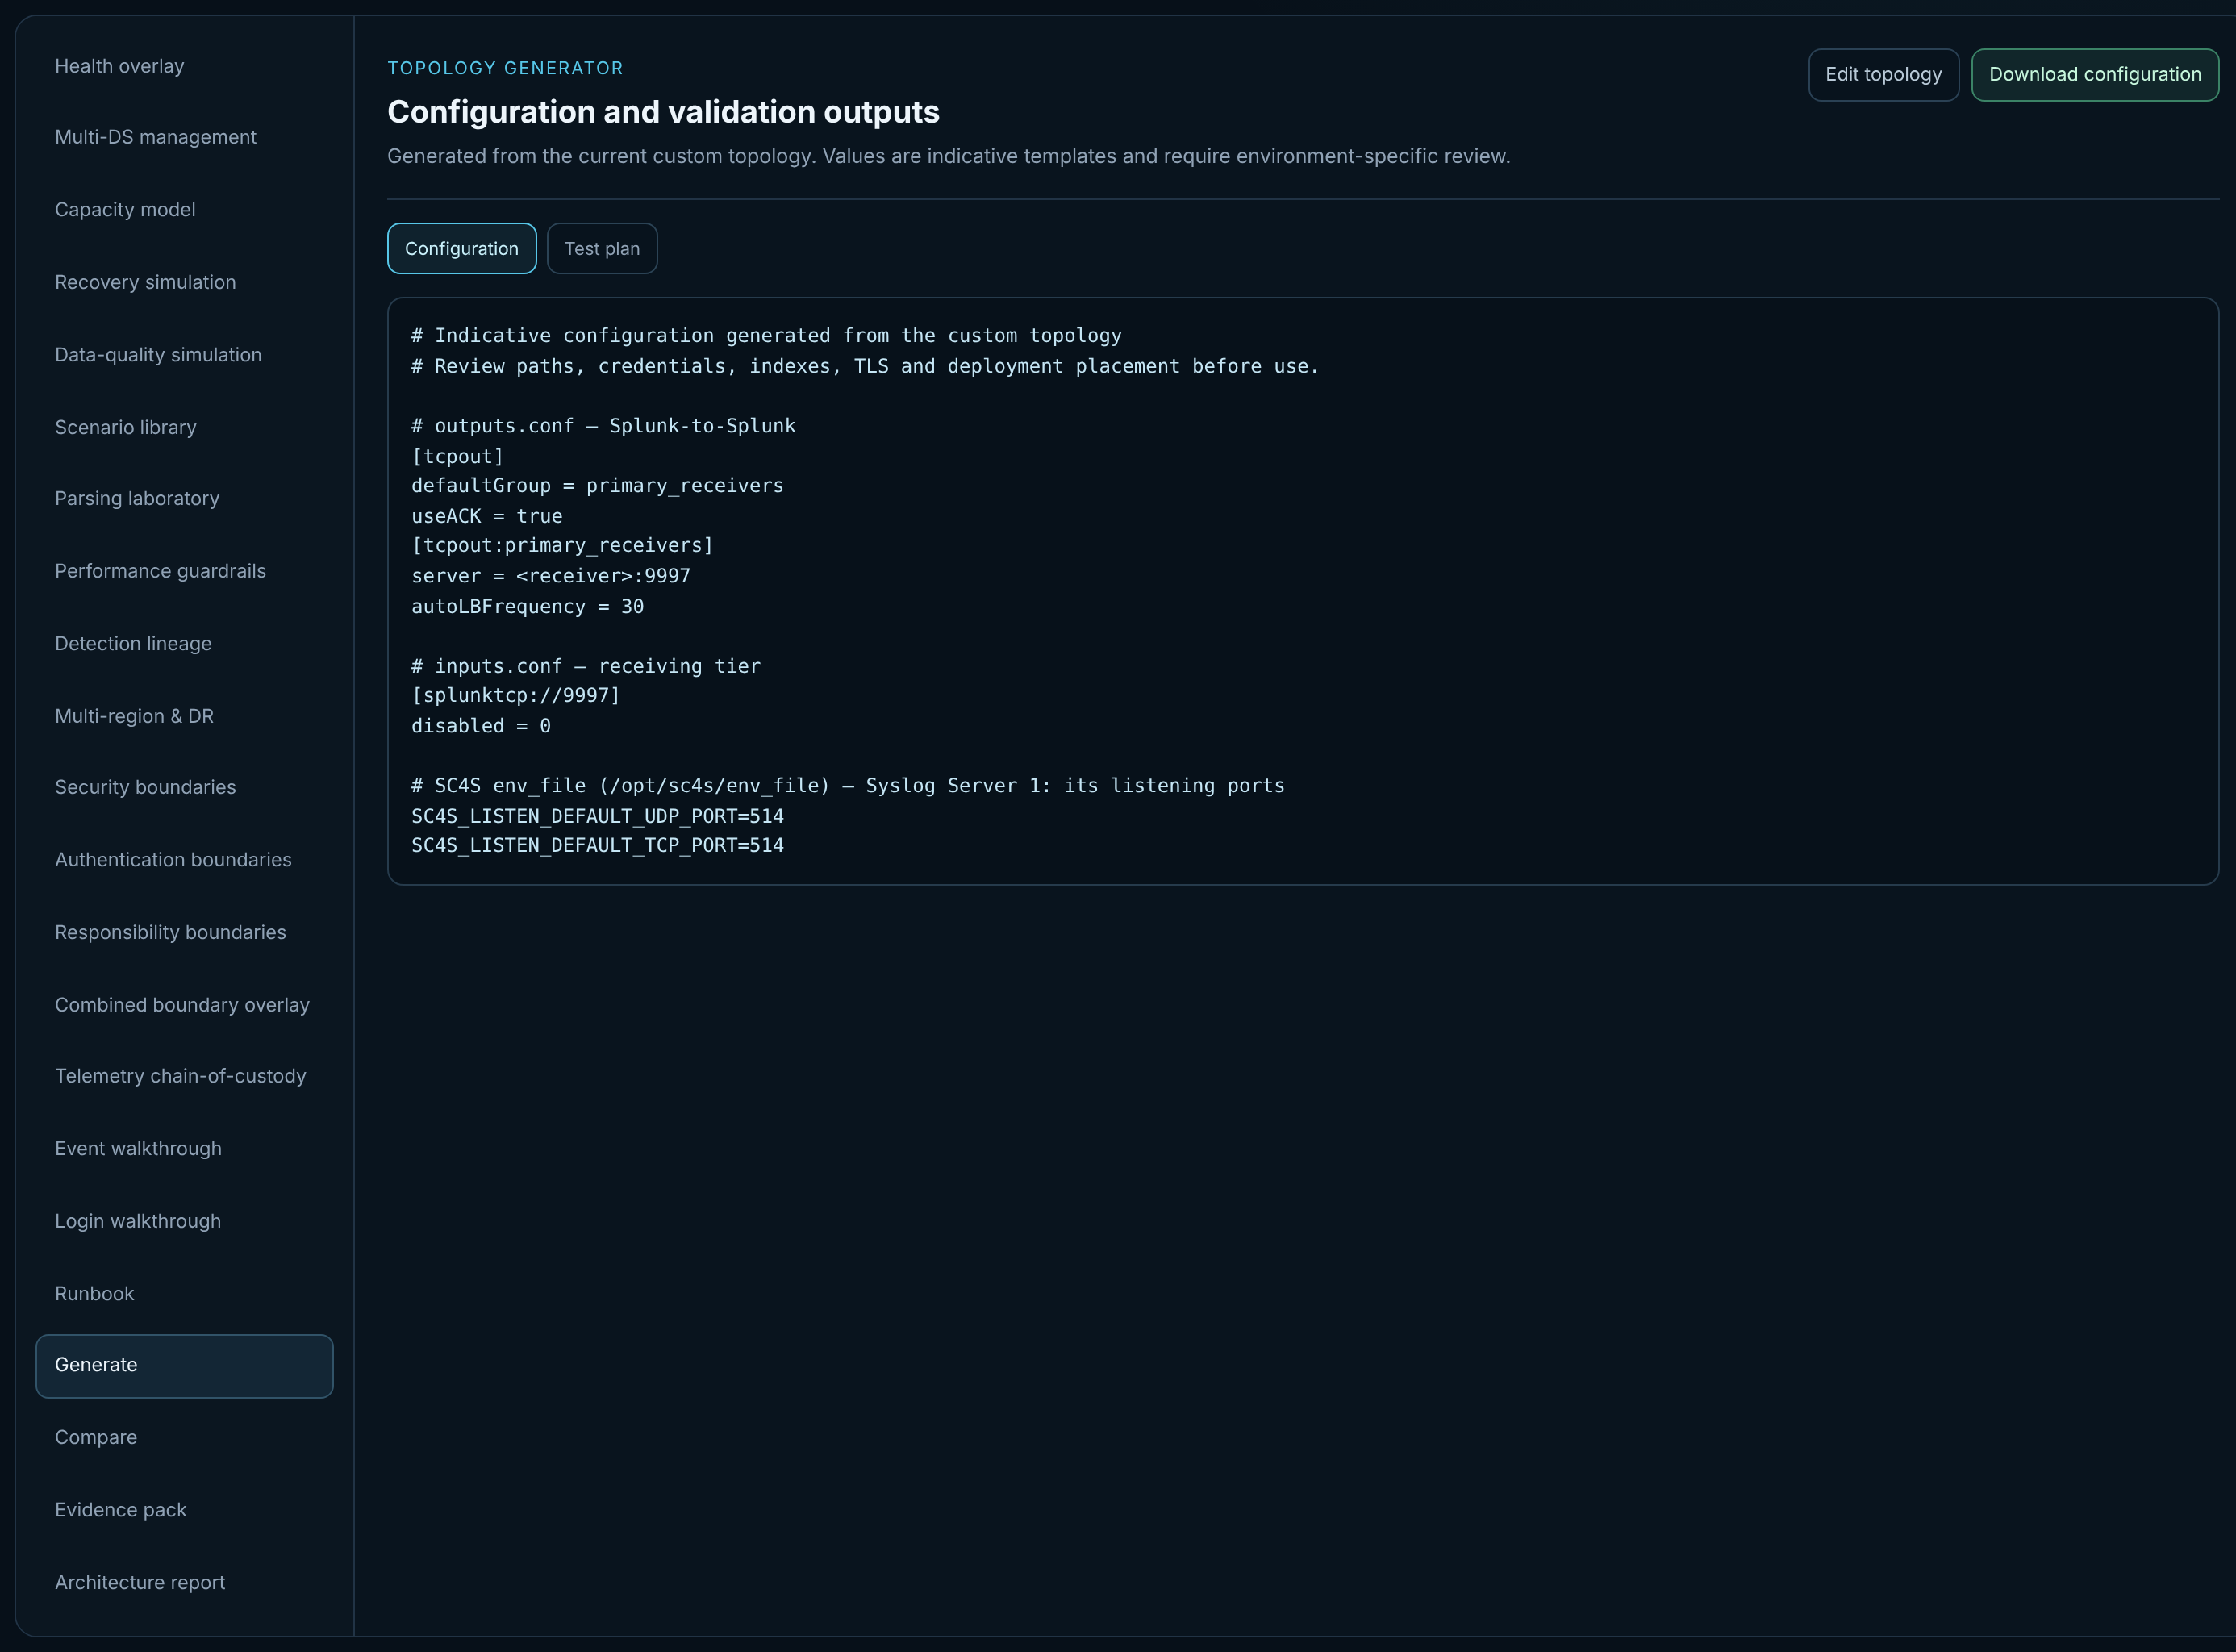 Health overlay
Multi-DS management
Capacity model
Recovery simulation
Data-quality simulation
Scenario library
Parsing laboratory
Performance guardrails
Detection lineage
Multi-region & DR
Security boundaries
Authentication boundaries
Responsibility boundaries
Combined boundary overlay
Telemetry chain-of-custody
Event walkthrough
Login walkthrough
Runbook
Generate
Compare
Evidence pack
Architecture report
TOPOLOGY GENERATOR
Configuration and validation outputs
Generated from the current custom topology. Values are indicative templates and require environment-specific review.
Edit topology
Download configuration
Configuration
Test plan
# Indicative configuration generated from the custom topology
# Review paths, credentials, indexes, TLS and deployment placement before use.

# outputs.conf — Splunk-to-Splunk
[tcpout]
defaultGroup = primary_receivers
useACK = true
[tcpout:primary_receivers]
server = <receiver>:9997
autoLBFrequency = 30

# inputs.conf — receiving tier
[splunktcp://9997]
disabled = 0

# SC4S env_file (/opt/sc4s/env_file) — Syslog Server 1: its listening ports
SC4S_LISTEN_DEFAULT_UDP_PORT=514
SC4S_LISTEN_DEFAULT_TCP_PORT=514